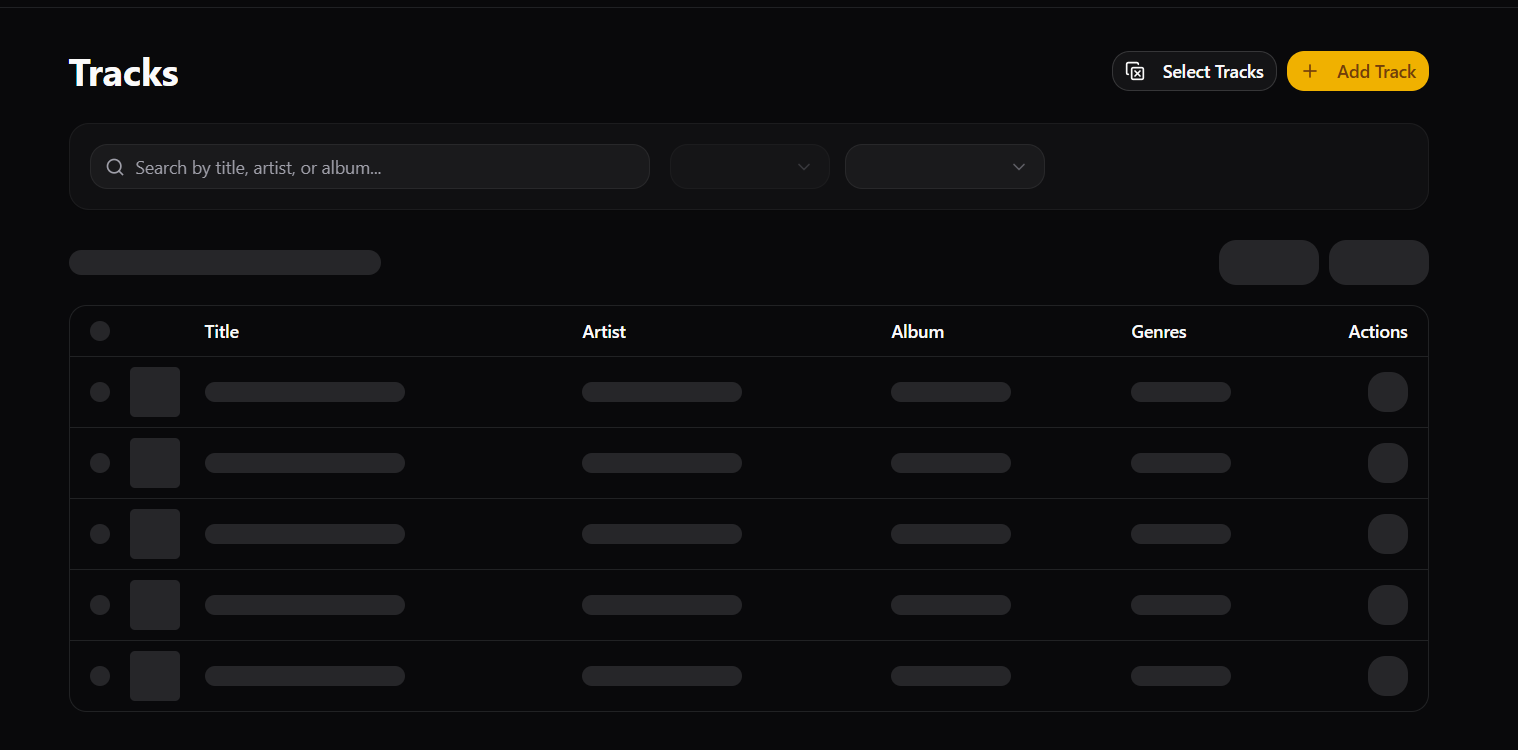 Tracks
Select Tracks
Add Track
Search by title, artist, or album...
Title Artist Album Genres Actions